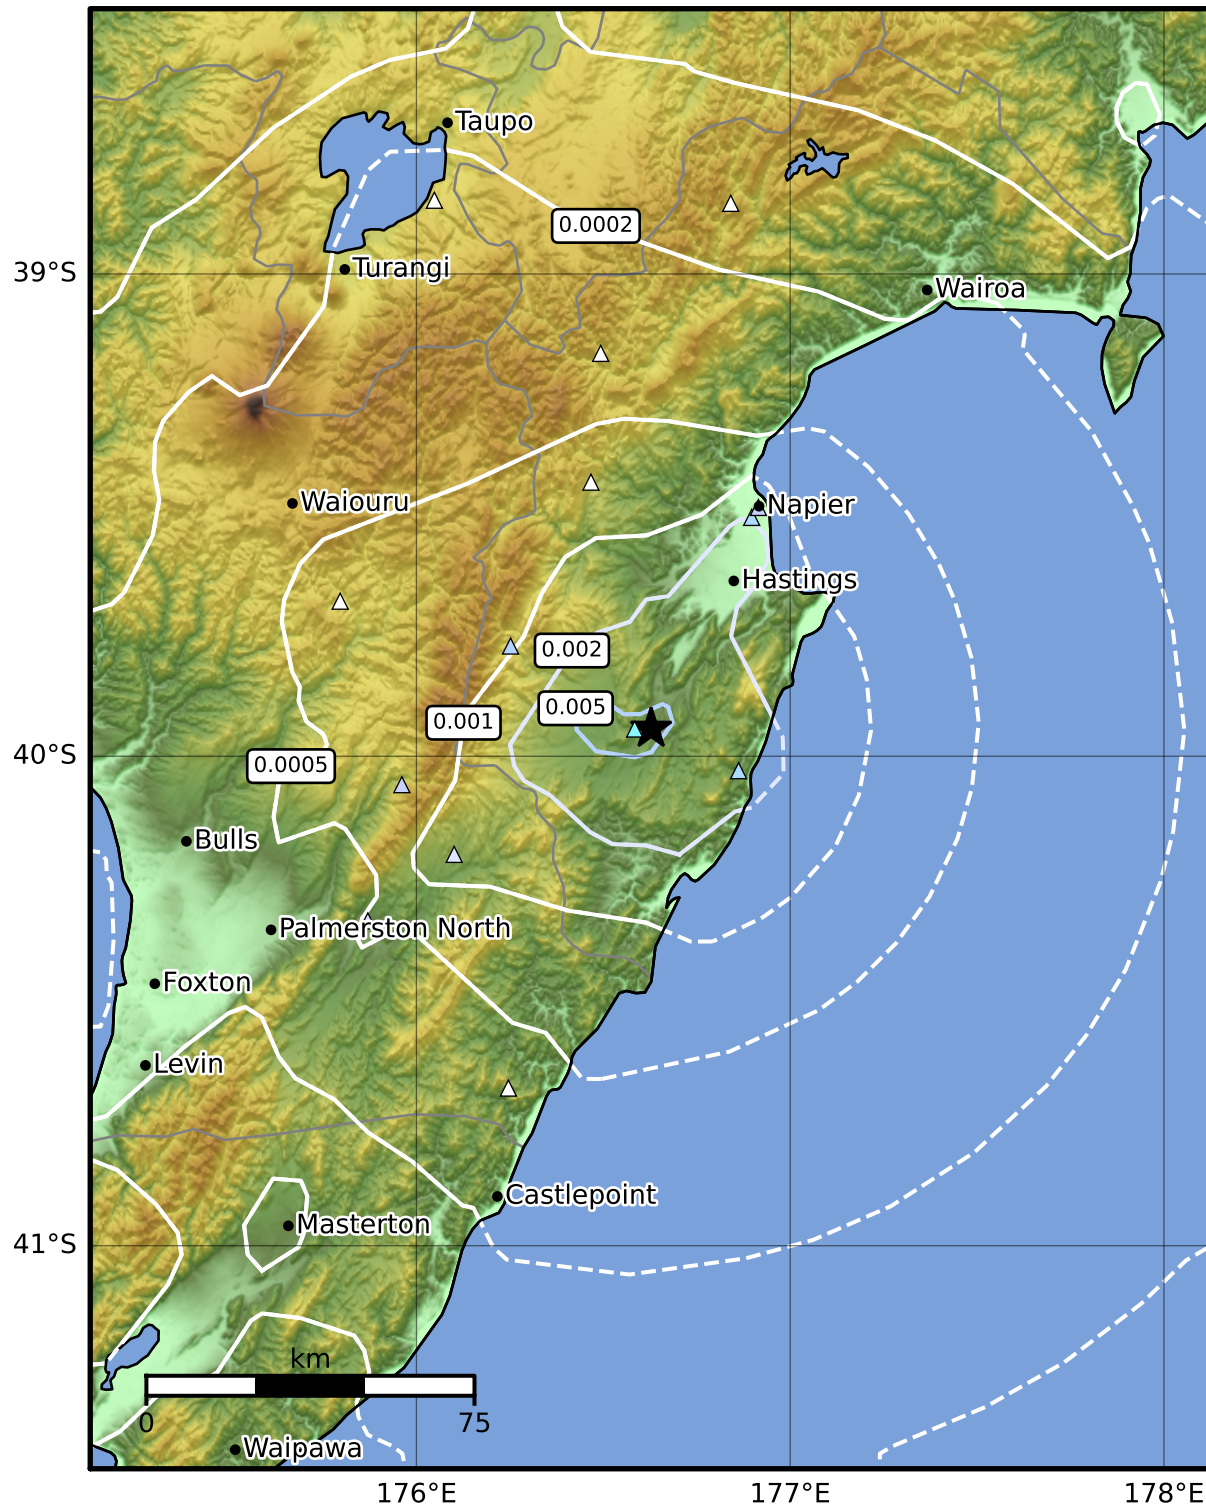 Taupo
0.0002
39°S
Turangi
Wairoa
Waiouru
Napier
Hastings
0.002
0.005
0.001
40°S
0.0005
Bulls
Palmerston North
Foxton
Levin
Castlepoint
Masterton
41°S
km
0
75
Waipawa
176°E
177°E
178°E